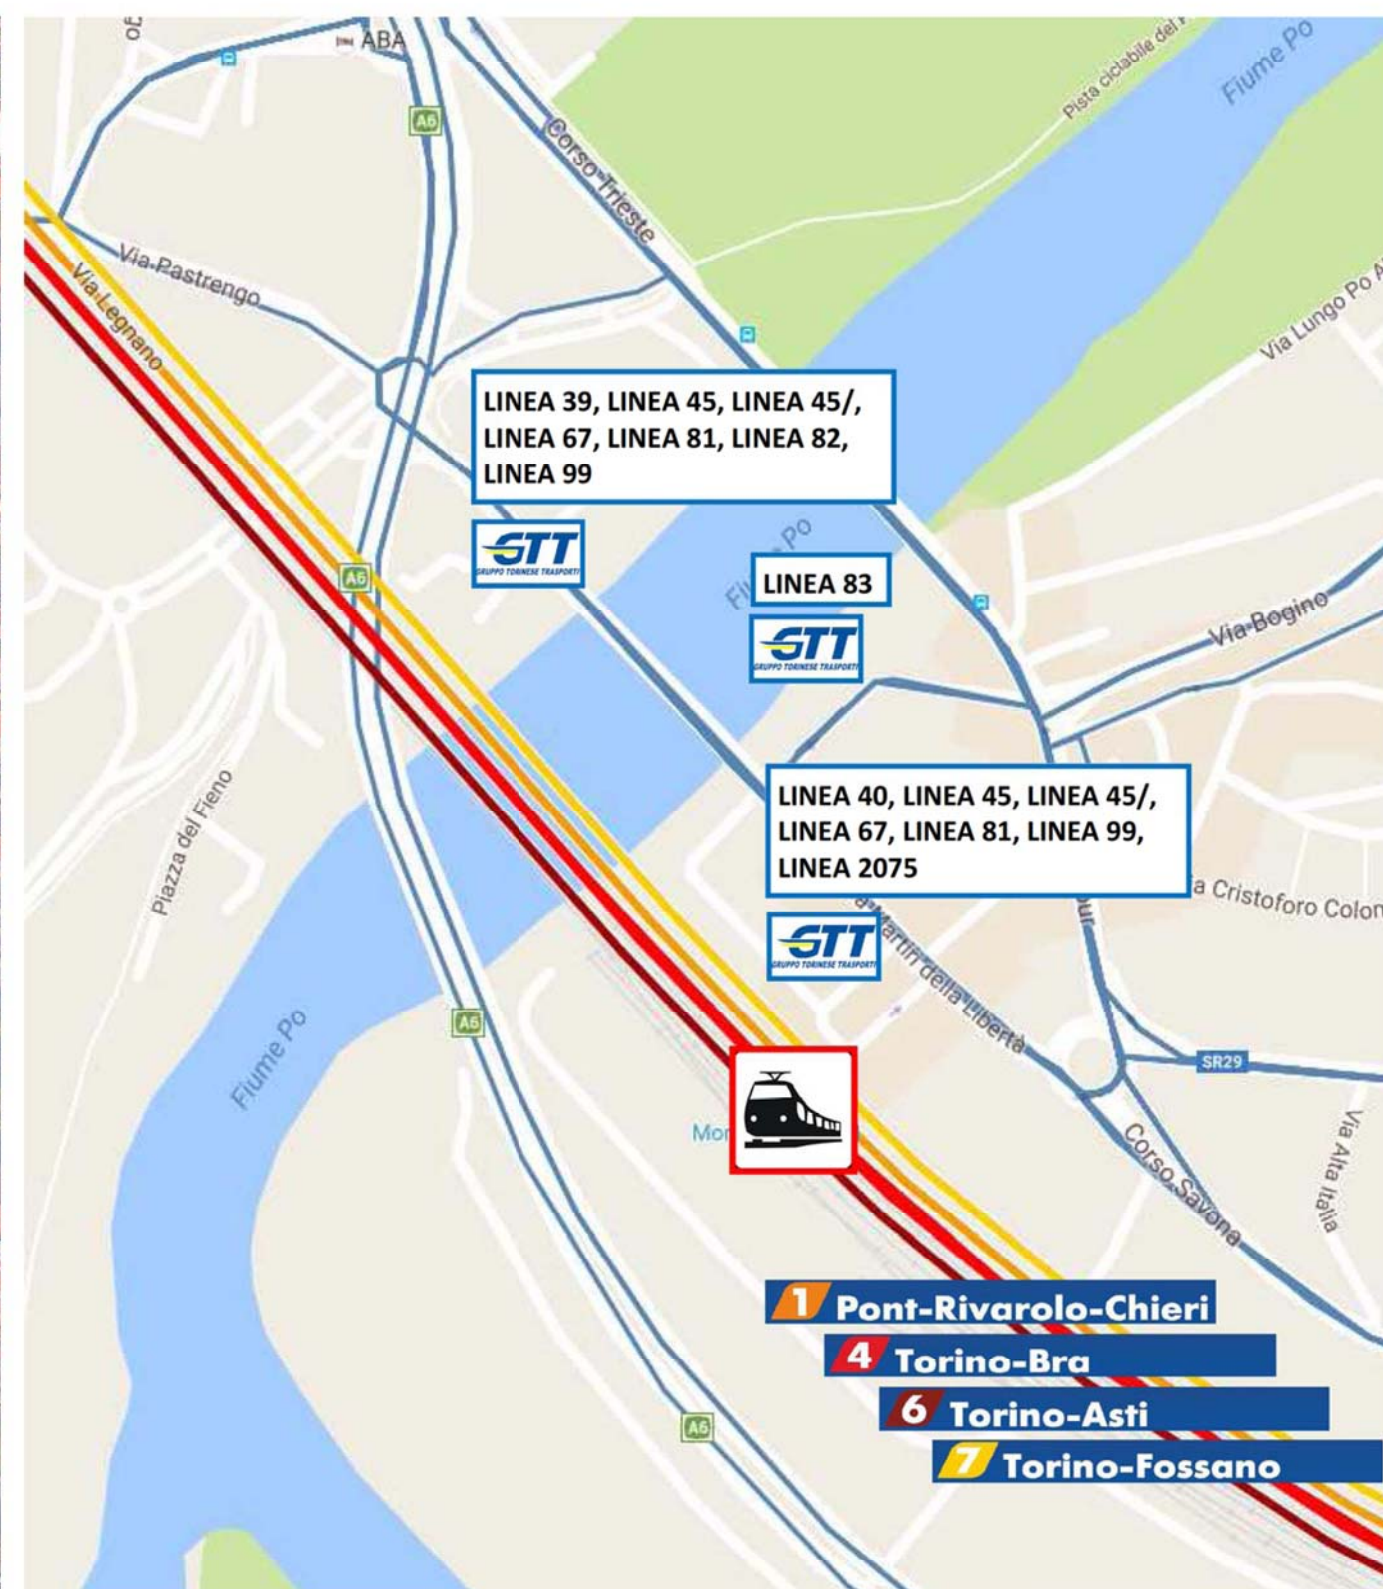 ABA
A6
Corso Trieste
Fiume Po
Via Pastrengo
Via Legnano
Via Lungo Po
LINEA 39, LINEA 45, LINEA 45/,
LINEA 67, LINEA 81, LINEA 82,
LINEA 99
GTT
GRUPPO TORINESE TRASPORTI
LINEA 83
GTT
GRUPPO TORINESE TRASPORTI
A6
Via Bogino
LINEA 40, LINEA 45, LINEA 45/,
LINEA 67, LINEA 81, LINEA 99,
LINEA 2075
GTT
GRUPPO TORINESE TRASPORTI
Piazza del Fieno
Cristoforo
Martiri della Libertà
A6
Fiume Po
SR29
Corso Savona
Via Alta Italia
1 Pont-Rivarolo-Chieri
4 Torino-Bra
6 Torino-Asti
7 Torino-Fossano
A6
Pista ciclabile del